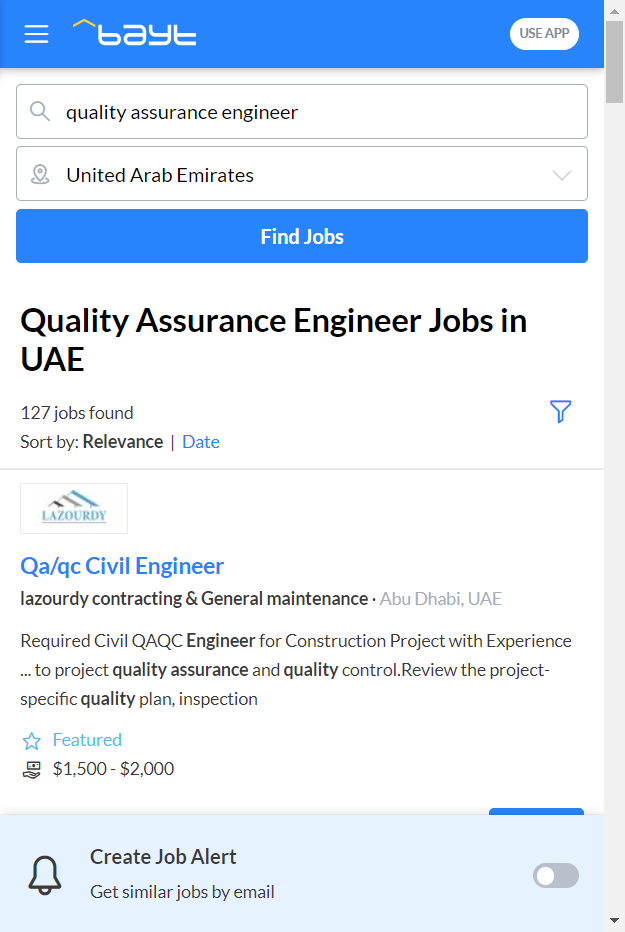 bayt
USE APP
quality assurance engineer
United Arab Emirates
Find Jobs
Quality Assurance Engineer Jobs in
UAE
127 jobs found
Sort by: Relevance | Date
LAZOURDY
Qa/qc Civil Engineer
lazourdy contracting & General maintenance · Abu Dhabi, UAE
Required Civil QAQC Engineer for Construction Project with Experience
... to project quality assurance and quality control.Review the project-
specific quality plan, inspection
Featured
$1,500 - $2,000
Create Job Alert
Get similar jobs by email